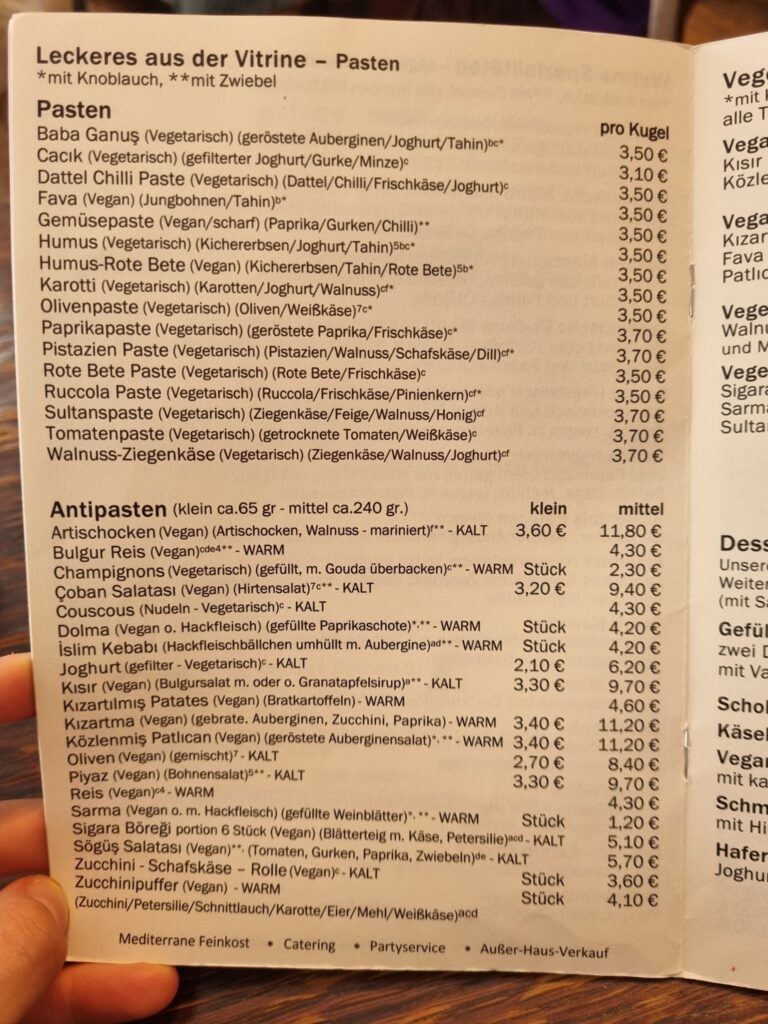 Leckeres aus der Vitrine – Pasten
*mit Knoblauch, **mit Zwiebel
Pasten pro Kugel
Baba Ganuş (Vegetarisch) (geröstete Auberginen/Joghurt/Tahin)bc* 3,50 €
Cacık (Vegetarisch) (gefilterter Joghurt/Gurke/Minze)c 3,10 €
Dattel Chilli Paste (Vegetarisch) (Dattel/Chilli/Frischkäse/Joghurt)c 3,50 €
Fava (Vegan) (Jungbohnen/Tahin)b* 3,50 €
Gemüsepaste (Vegan/scharf) (Paprika/Gurken/Chilli)** 3,50 €
Humus (Vegetarisch) (Kichererbsen/Joghurt/Tahin)5bc* 3,50 €
Humus-Rote Bete (Vegan) (Kichererbsen/Tahin/Rote Bete)5b* 3,50 €
Karotti (Vegetarisch) (Karotten/Joghurt/Walnuss)cf* 3,50 €
Olivenpaste (Vegetarisch) (Oliven/Weißkäse)7c* 3,50 €
Paprikapaste (Vegetarisch) (geröstete Paprika/Frischkäse)c* 3,70 €
Pistazien Paste (Vegetarisch) (Pistazien/Walnuss/Schafskäse/Dill)cf* 3,70 €
Rote Bete Paste (Vegetarisch) (Rote Bete/Frischkäse)c 3,50 €
Ruccola Paste (Vegetarisch) (Ruccola/Frischkäse/Pinienkern)cf* 3,50 €
Sultanspaste (Vegetarisch) (Ziegenkäse/Feige/Walnuss/Honig)cf 3,70 €
Tomatenpaste (Vegetarisch) (getrocknete Tomaten/Weißkäse)c 3,70 €
Walnuss-Ziegenkäse (Vegetarisch) (Ziegenkäse/Walnuss/Joghurt)cf 3,70 €
Antipasten (klein ca.65 gr - mittel ca.240 gr.) klein mittel
Artischocken (Vegan) (Artischocken, Walnuss - mariniert)f** - KALT 3,60 € 11,80 €
Bulgur Reis (Vegan)cde4** - WARM 4,30 €
Champignons (Vegetarisch) (gefüllt, m. Gouda überbacken)c** - WARM Stück 2,30 €
Çoban Salatası (Vegan) (Hirtensalat)7c** - KALT 3,20 € 9,40 €
Couscous (Nudeln - Vegetarisch)c - KALT 4,30 €
Dolma (Vegan o. Hackfleisch) (gefüllte Paprikaschote)*,** - WARM Stück 4,20 €
İslim Kebabı (Hackfleischbällchen umhüllt m. Aubergine)ad** - WARM Stück 4,20 €
Joghurt (gefilter - Vegetarisch)c - KALT 2,10 € 6,20 €
Kısır (Vegan) (Bulgursalat m. oder o. Granatapfelsirup)a** - KALT 3,30 € 9,70 €
Kızartılmış Patates (Vegan) (Bratkartoffeln) - WARM 4,60 €
Kızartma (Vegan) (gebrate. Auberginen, Zucchini, Paprika) - WARM 3,40 € 11,20 €
Közlenmiş Patlıcan (Vegan) (geröstete Auberginensalat)*, ** - WARM 3,40 € 11,20 €
Oliven (Vegan) (gemischt)7 - KALT 2,70 € 8,40 €
Piyaz (Vegan) (Bohnensalat)5** - KALT 3,30 € 9,70 €
Reis (Vegan)c4 - WARM 4,30 €
Sarma (Vegan o. m. Hackfleisch) (gefüllte Weinblätter)*, ** - WARM Stück 1,20 €
Sigara Böreği portion 6 Stück (Vegan) (Blätterteig m. Käse, Petersilie)acd - KALT 5,10 €
Söğüş Salatası (Vegan)**, (Tomaten, Gurken, Paprika, Zwiebeln)de - KALT 5,70 €
Zucchini - Schafskäse – Rolle (Vegan)c - KALT Stück 3,60 €
Zucchinipuffer (Vegan) - WARM Stück 4,10 €
(Zucchini/Petersilie/Schnittlauch/Karotte/Eier/Mehl/Weißkäse)acd
Mediterrane Feinkost * Catering * Partyservice * Außer-Haus-Verkauf
*mit
alle
Kısır
Kızar
Fava
und M
Sigara
Sarma
Sultan
Unsere
Weiter
(mit Sa
zwei D
mit Va
Vegan
mit ka
mit Hi
Hafer